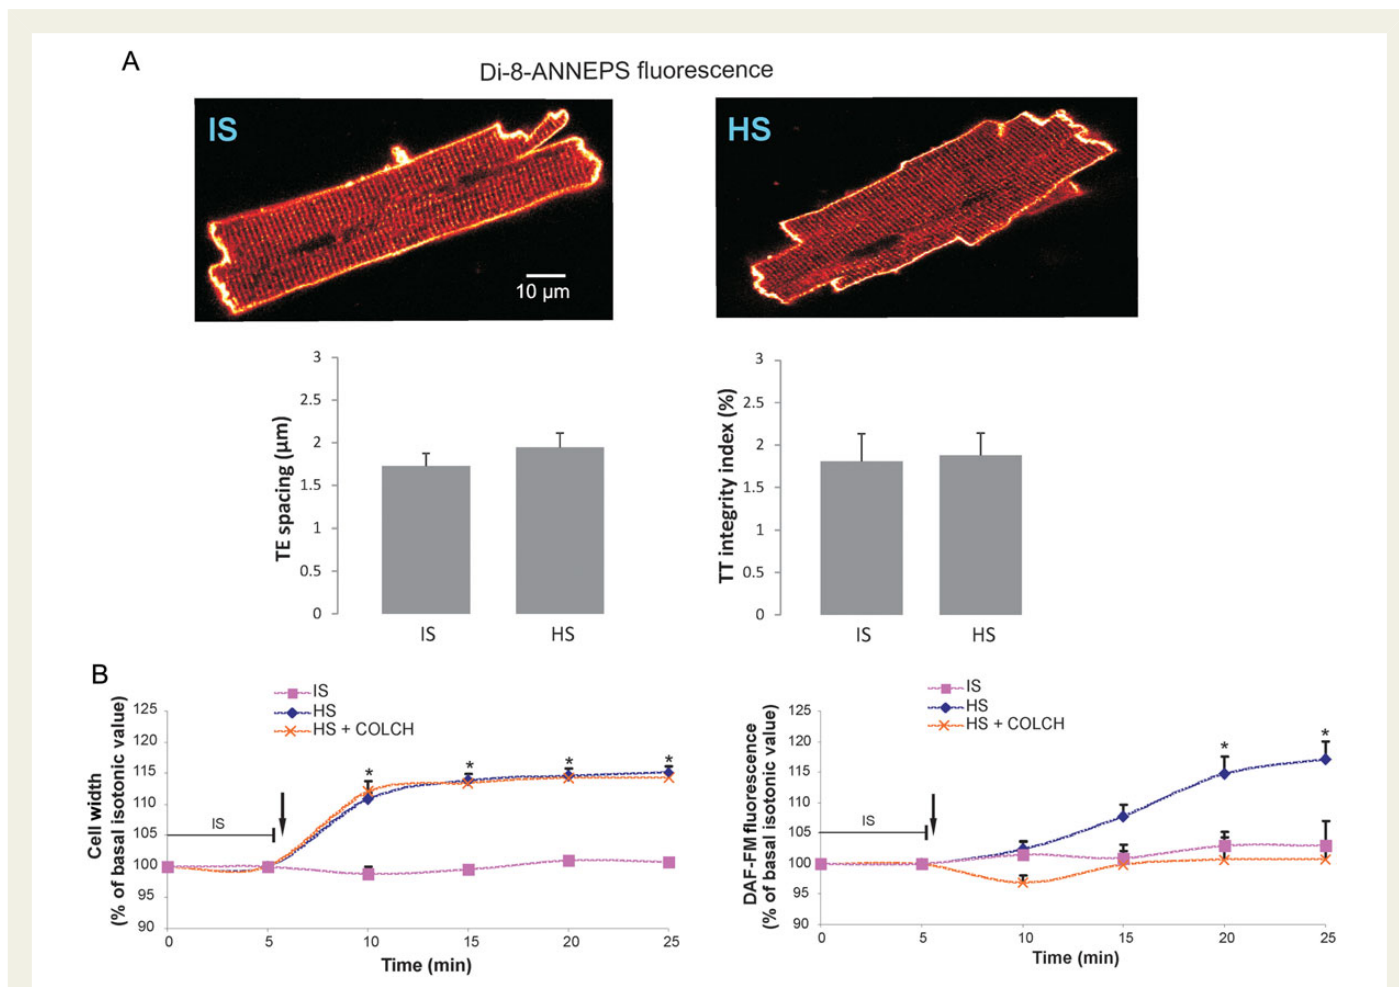 A
Di-8-ANNEPS fluorescence
IS
10 µm
HS
3
2.5
2
1.5
1
0.5
0
TE spacing (µm)
IS
HS
3
2.5
2
1.5
1
0.5
0
TT integrity index (%)
IS
HS
B
IS
HS
HS + COLCH
125
120
115
110
105
100
95
90
Cell width
(% of basal isotonic value)
IS
*
*
*
*
0
5
10
15
20
25
Time (min)
IS
HS
HS + COLCH
125
120
115
110
105
100
95
90
DAF-FM fluorescence
(% of basal isotonic value)
IS
*
*
0
5
10
15
20
25
Time (min)